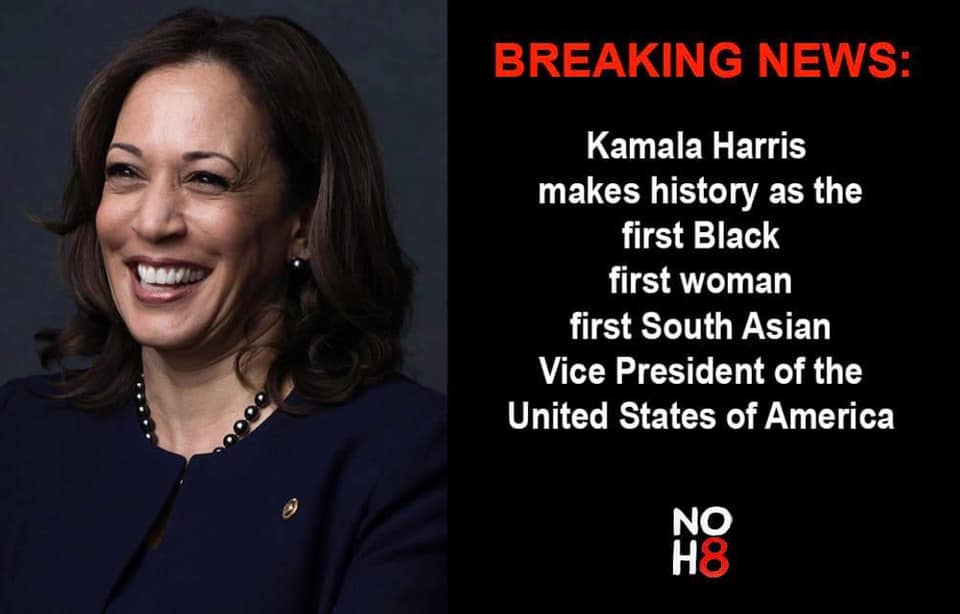 BREAKING NEWS:
Kamala Harris
makes history as the
first Black
first woman
first South Asian
Vice President of the
United States of America
NO
H8